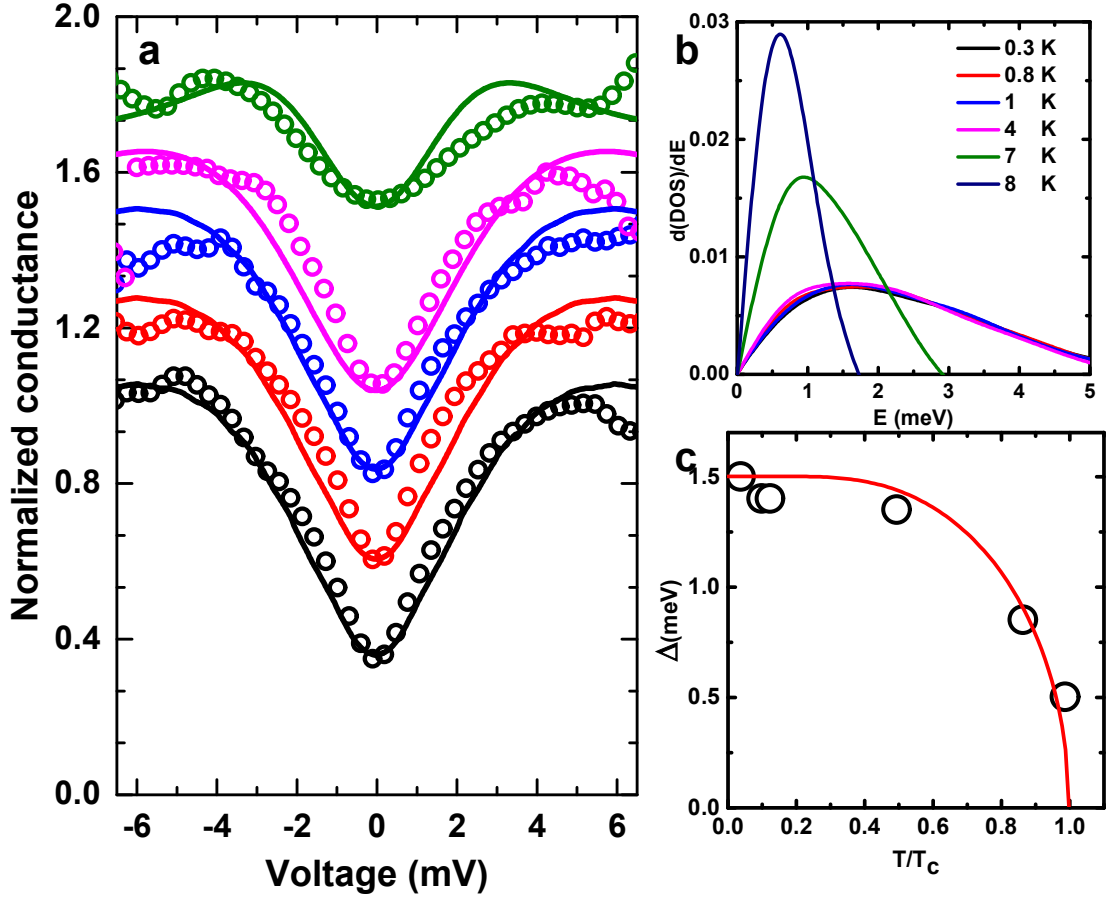 a
2.0
1.6
1.2
0.8
0.4
0.0
Normalized conductance
-6 -4 -2 0 2 4 6
Voltage (mV)
b
0.03
0.02
0.01
0.00
d(DOS)/dE
0.3 K
0.8 K
1 K
4 K
7 K
8 K
0 1 2 3 4 5
E (meV)
c
1.5
1.0
0.5
0.0
Δ(meV)
0.0 0.2 0.4 0.6 0.8 1.0
T/TC